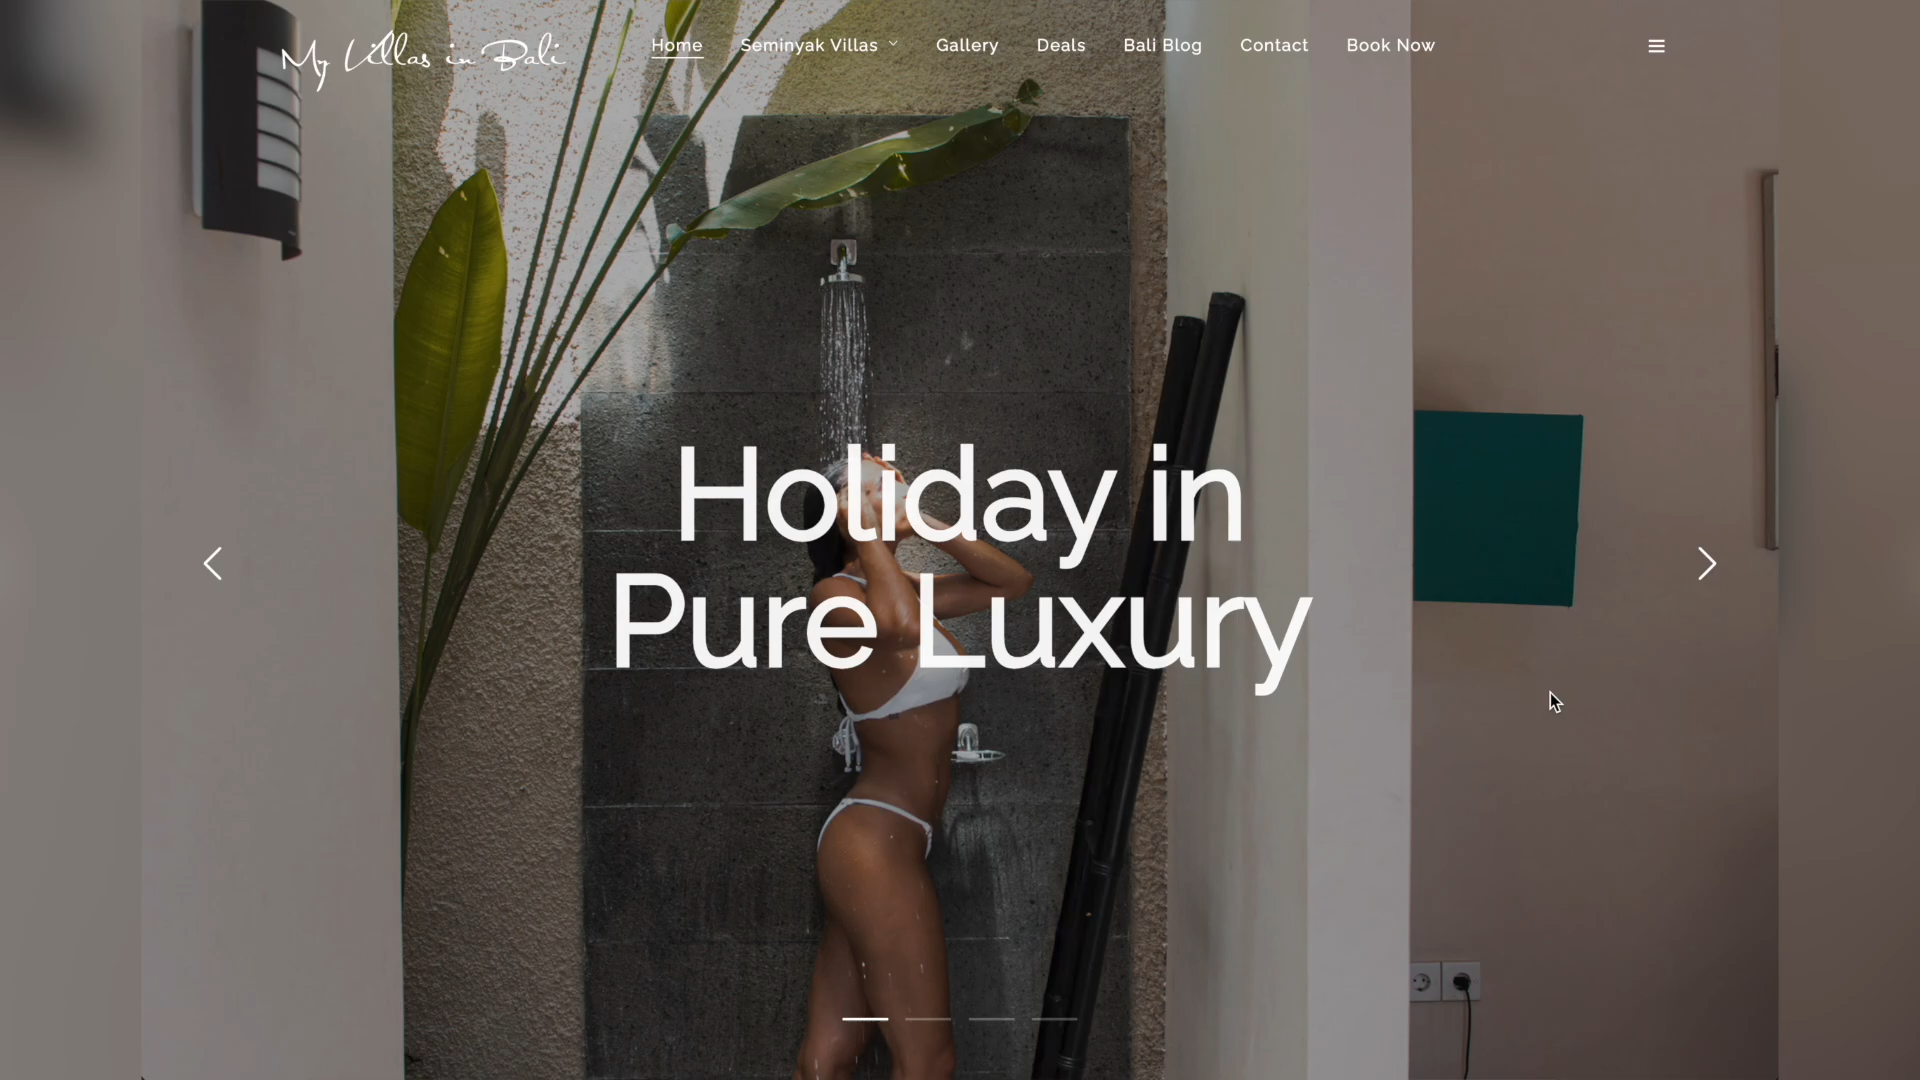 My Villas in Bali
Home
Seminyak Villas
Gallery
Deals
Bali Blog
Contact
Book Now
Holiday in
Pure Luxury